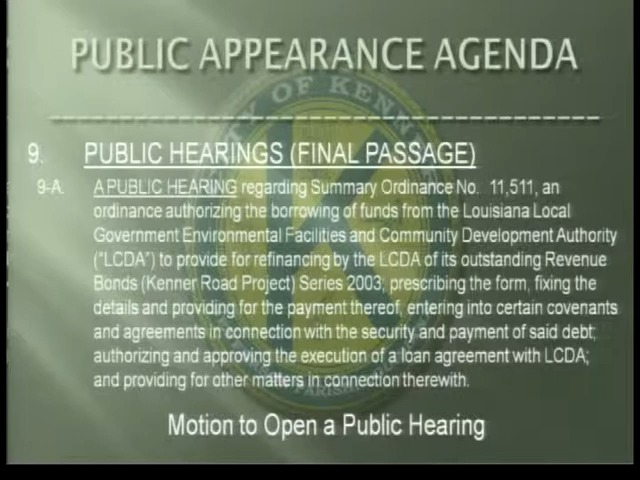 PUBLIC APPEARANCE AGENDA
9. PUBLIC HEARINGS (FINAL PASSAGE)
9-A. A PUBLIC HEARING regarding Summary Ordinance No. 11,511, an
ordinance authorizing the borrowing of funds from the Louisiana Local
Government Environmental Facilities and Community Development Authority
("LCDA") to provide for refinancing by the LCDA of its outstanding Revenue
Bonds (Kenner Road Project) Series 2003; prescribing the form, fixing the
details and providing for the payment thereof, entering into certain covenants
and agreements in connection with the security and payment of said debt;
authorizing and approving the execution of a loan agreement with LCDA;
and providing for other matters in connection therewith.
Motion to Open a Public Hearing
CITY OF KENNE
PARISH